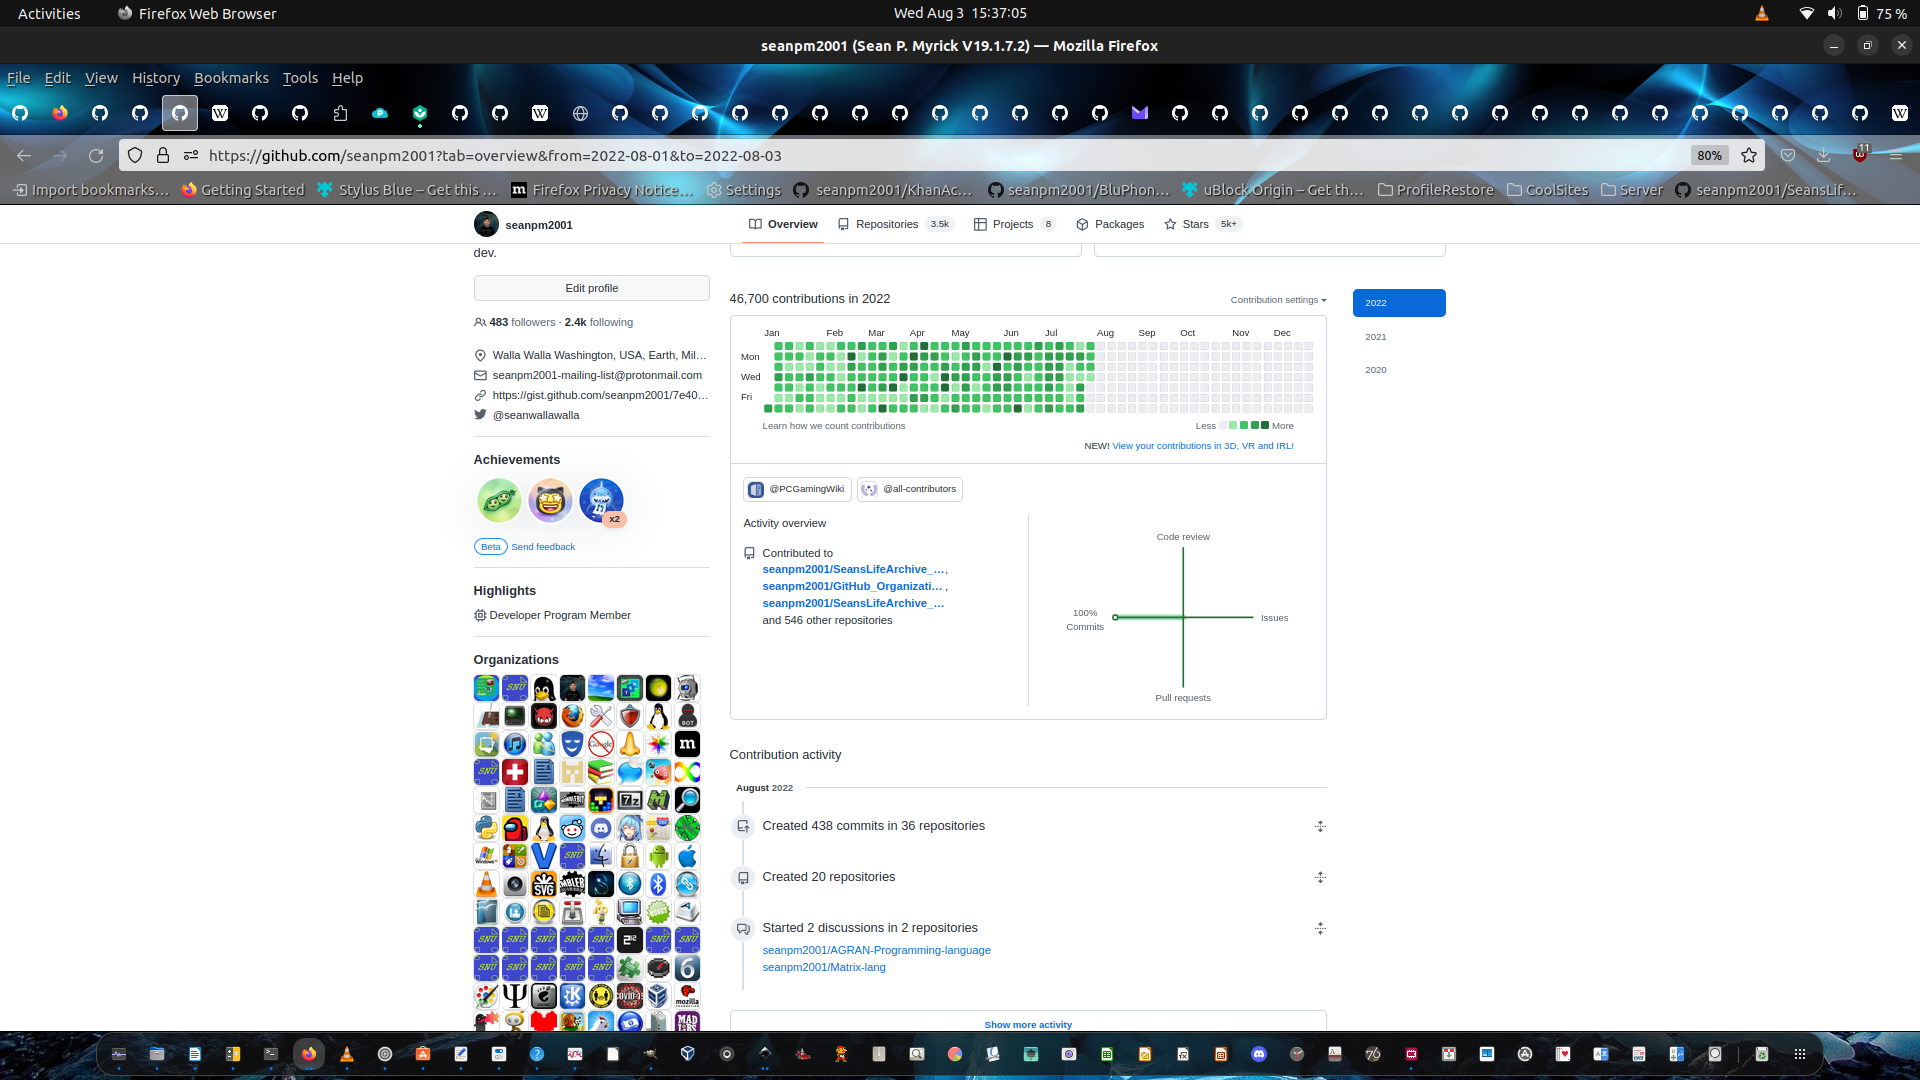 Activities
Firefox Web Browser
Wed Aug 3 15:37:05
75 %
seanpm2001 (Sean P. Myrick V19.1.7.2) — Mozilla Firefox
File Edit View History Bookmarks Tools Help
https://github.com/seanpm2001?tab=overview&from=2022-08-01&to=2022-08-03
80%
11
Import bookmarks…
Getting Started
Stylus Blue – Get this …
Firefox Privacy Notice…
Settings
seanpm2001/KhanAc…
seanpm2001/BluPhon…
uBlock Origin – Get th…
ProfileRestore
CoolSites
Server
seanpm2001/SeansLif…
seanpm2001
Overview
Repositories 3.5k
Projects 8
Packages
Stars 5k+
dev.
Edit profile
483 followers · 2.4k following
Walla Walla Washington, USA, Earth, Mil…
seanpm2001-mailing-list@protonmail.com
https://gist.github.com/seanpm2001/7e40…
@seanwallawalla
Achievements
x2
Beta Send feedback
Highlights
Developer Program Member
Organizations
46,700 contributions in 2022
Contribution settings
2022
2021
2020
Jan Feb Mar Apr May Jun Jul Aug Sep Oct Nov Dec
Mon
Wed
Fri
Learn how we count contributions
Less More
NEW! View your contributions in 3D, VR and IRL!
@PCGamingWiki
@all-contributors
Activity overview
Contributed to
seanpm2001/SeansLifeArchive_…,
seanpm2001/GitHub_Organizati… ,
seanpm2001/SeansLifeArchive_…
and 546 other repositories
Code review
100%
Commits
Issues
Pull requests
Contribution activity
August 2022
Created 438 commits in 36 repositories
Created 20 repositories
Started 2 discussions in 2 repositories
seanpm2001/AGRAN-Programming-language
seanpm2001/Matrix-lang
Show more activity